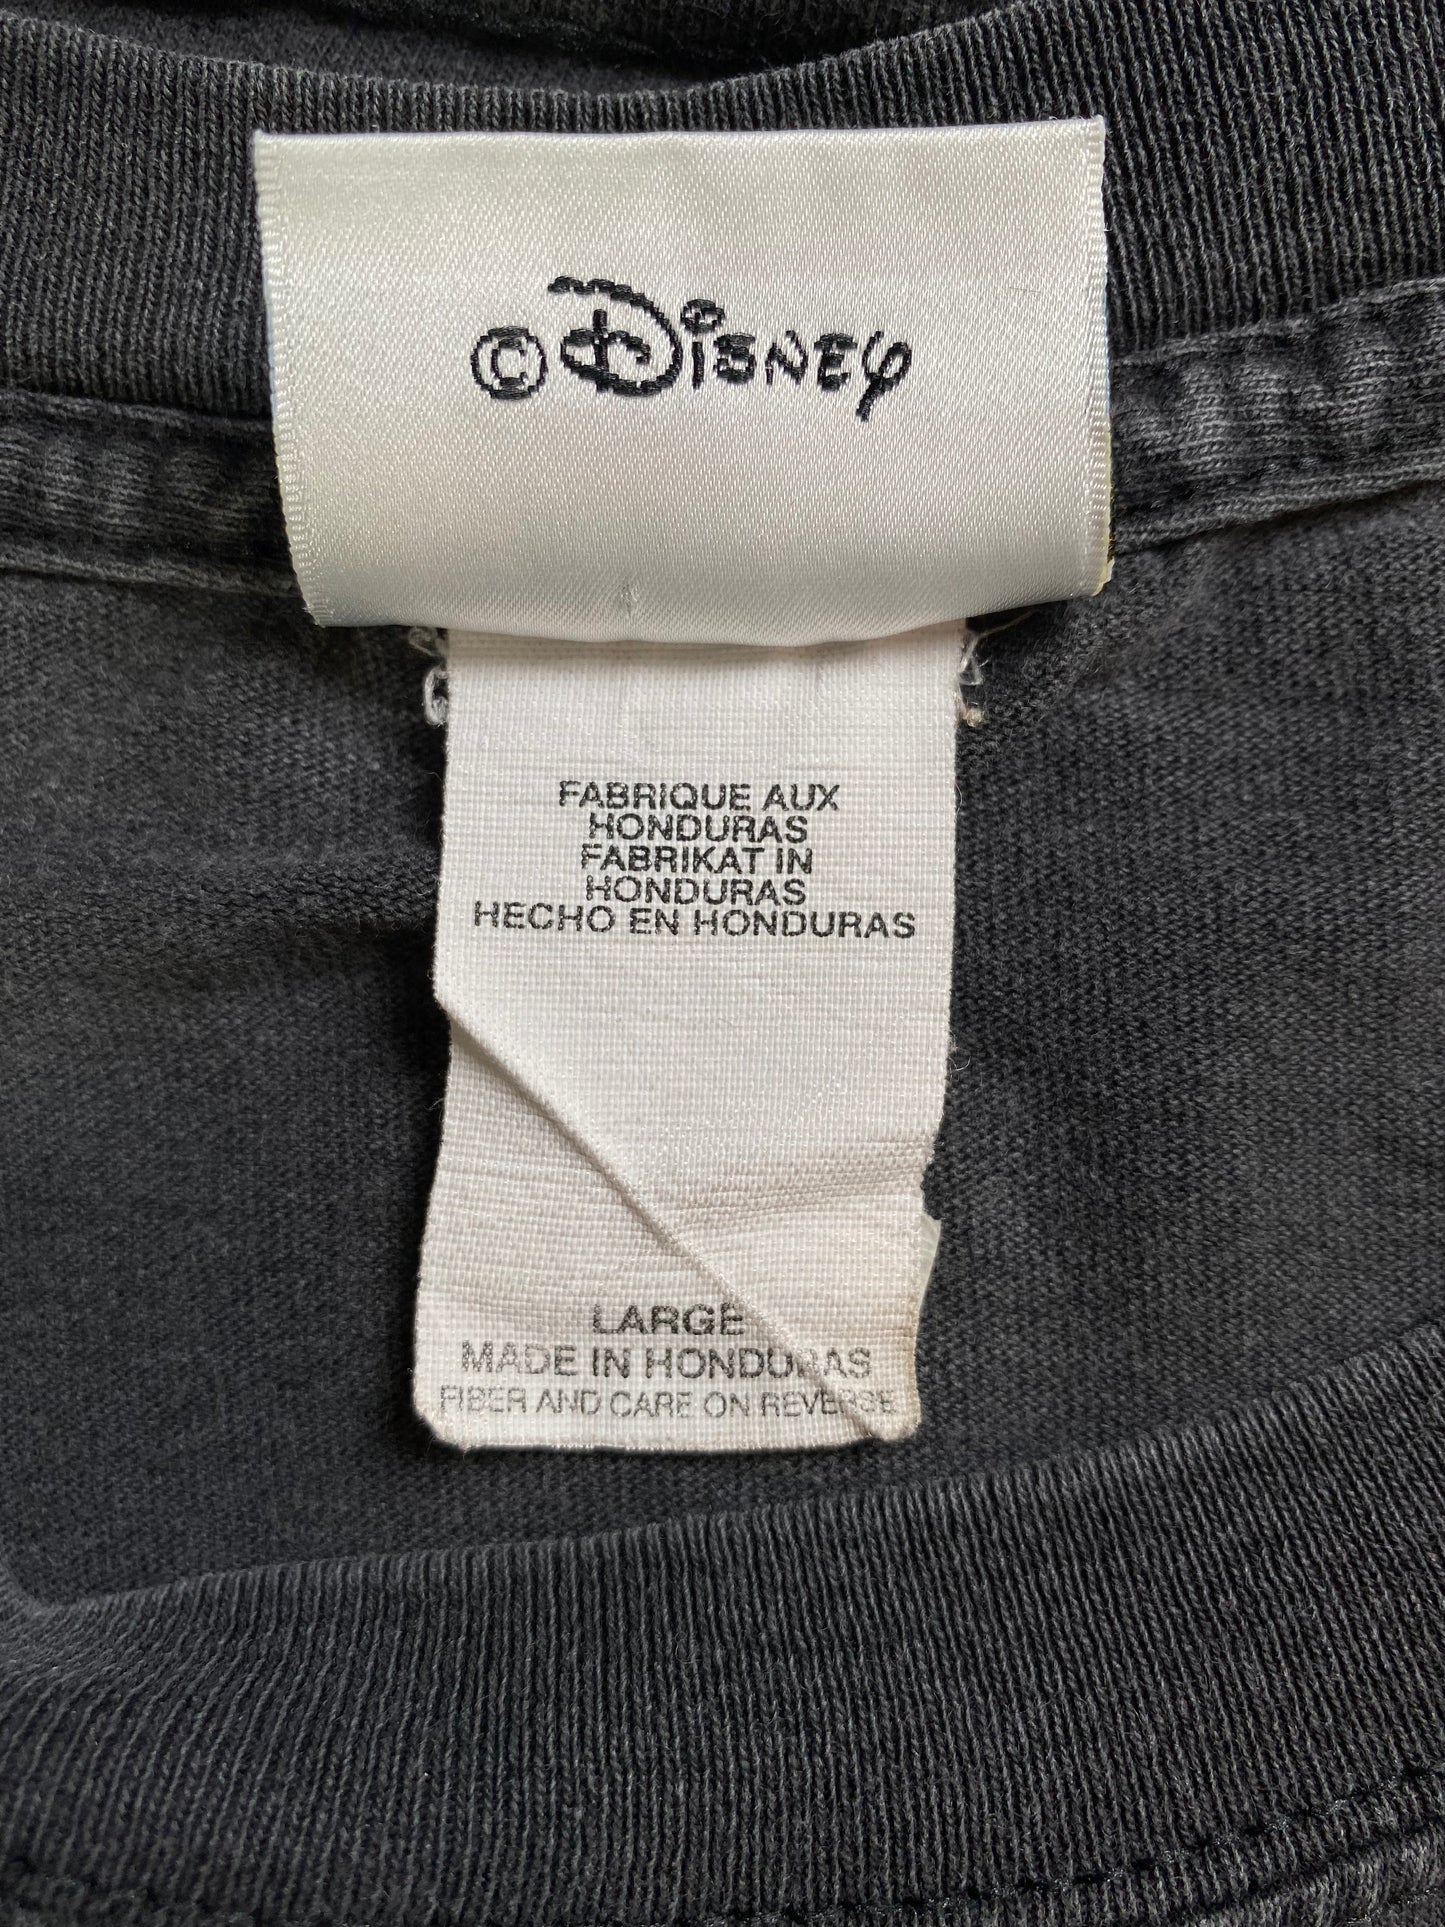 ©Disney
FABRIQUE AUX
HONDURAS
FABRIKAT IN
HONDURAS
HECHO EN HONDURAS
LARGE
MADE IN HONDURAS
FIBER AND CARE ON REVERSE